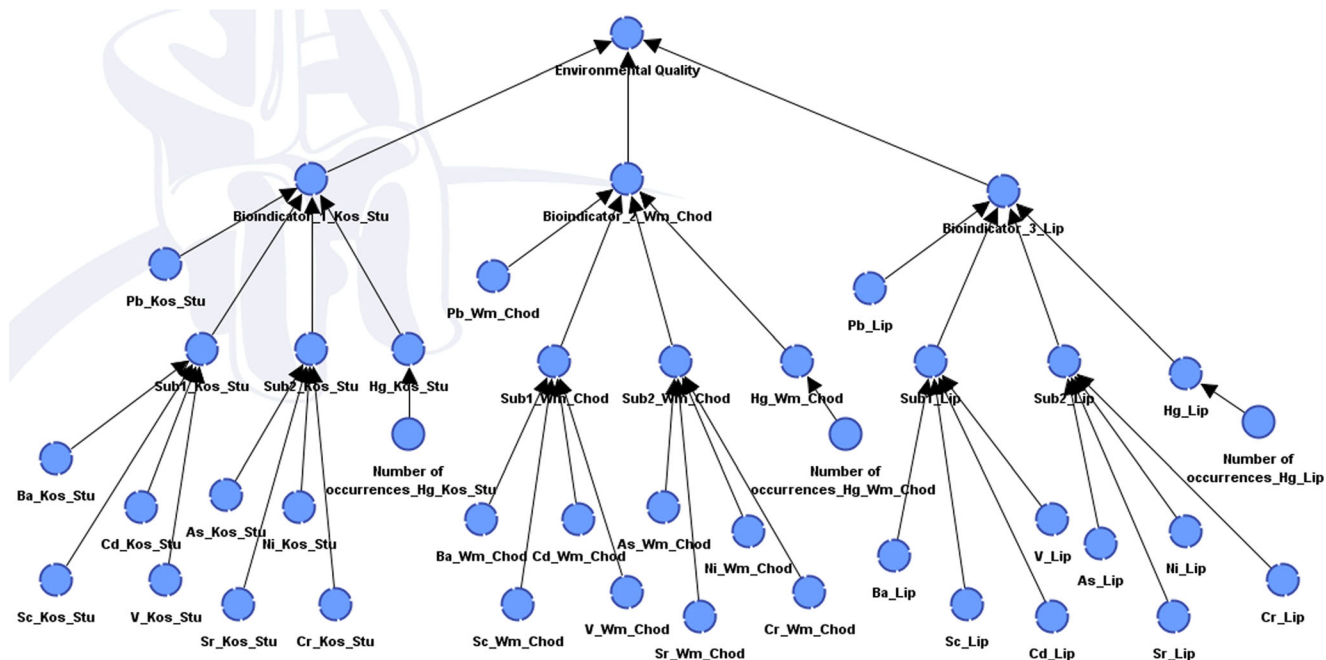 Environmental Quality
Bioindicator_1_Kos_Stu
Bioindicator_2_Wm_Chod
Bioindicator_3_Lip
Pb_Kos_Stu
Pb_Wm_Chod
Pb_Lip
Sub1_Kos_Stu
Sub2_Kos_Stu
Hg_Kos_Stu
Sub1_Wm_Chod
Sub2_Wm_Chod
Hg_Wm_Chod
Sub1_Lip
Sub2_Lip
Hg_Lip
Number of
occurrences_Hg_Kos_Stu
Number of
occurrences_Hg_Wm_Chod
Number of
occurrences_Hg_Lip
Ba_Kos_Stu
Cd_Kos_Stu
As_Kos_Stu
Ni_Kos_Stu
Ba_Wm_Chod
Cd_Wm_Chod
As_Wm_Chod
Ni_Wm_Chod
Ba_Lip
V_Lip
As_Lip
Ni_Lip
Sc_Kos_Stu
V_Kos_Stu
Sr_Kos_Stu
Cr_Kos_Stu
Sc_Wm_Chod
V_Wm_Chod
Sr_Wm_Chod
Cr_Wm_Chod
Sc_Lip
Cd_Lip
Sr_Lip
Cr_Lip